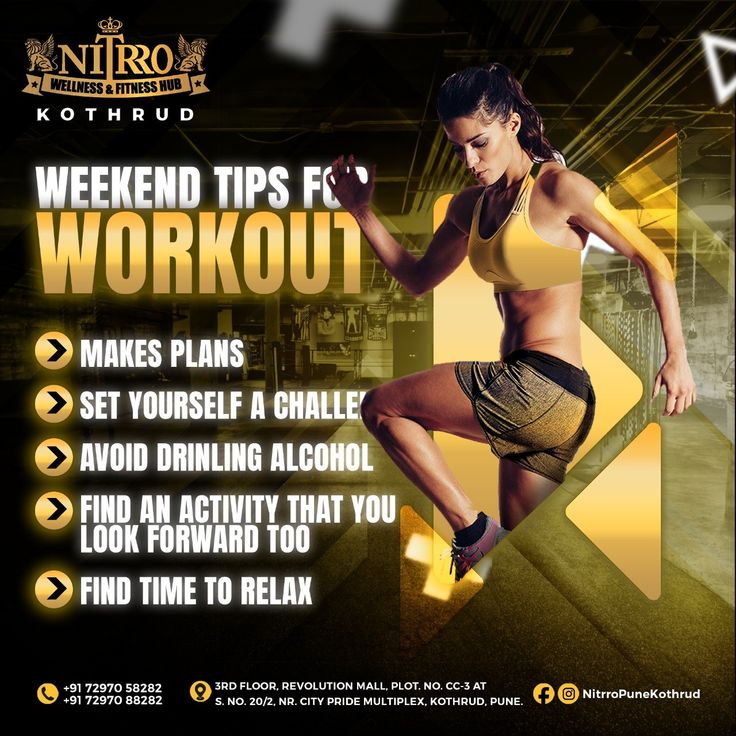 NITRRO
WELLNESS & FITNESS HUB
KOTHRUD
WEEKEND TIPS FOR
WORKOUT
MAKES PLANS
SET YOURSELF A CHALLE
AVOID DRINLING ALCOHOL
FIND AN ACTIVITY THAT YOU
LOOK FORWARD TOO
FIND TIME TO RELAX
+91 72970 58282
+91 72970 88282
3RD FLOOR, REVOLUTION MALL, PLOT. NO. CC-3 AT
S. NO. 20/2, NR. CITY PRIDE MULTIPLEX, KOTHRUD, PUNE.
NitrroPuneKothrud